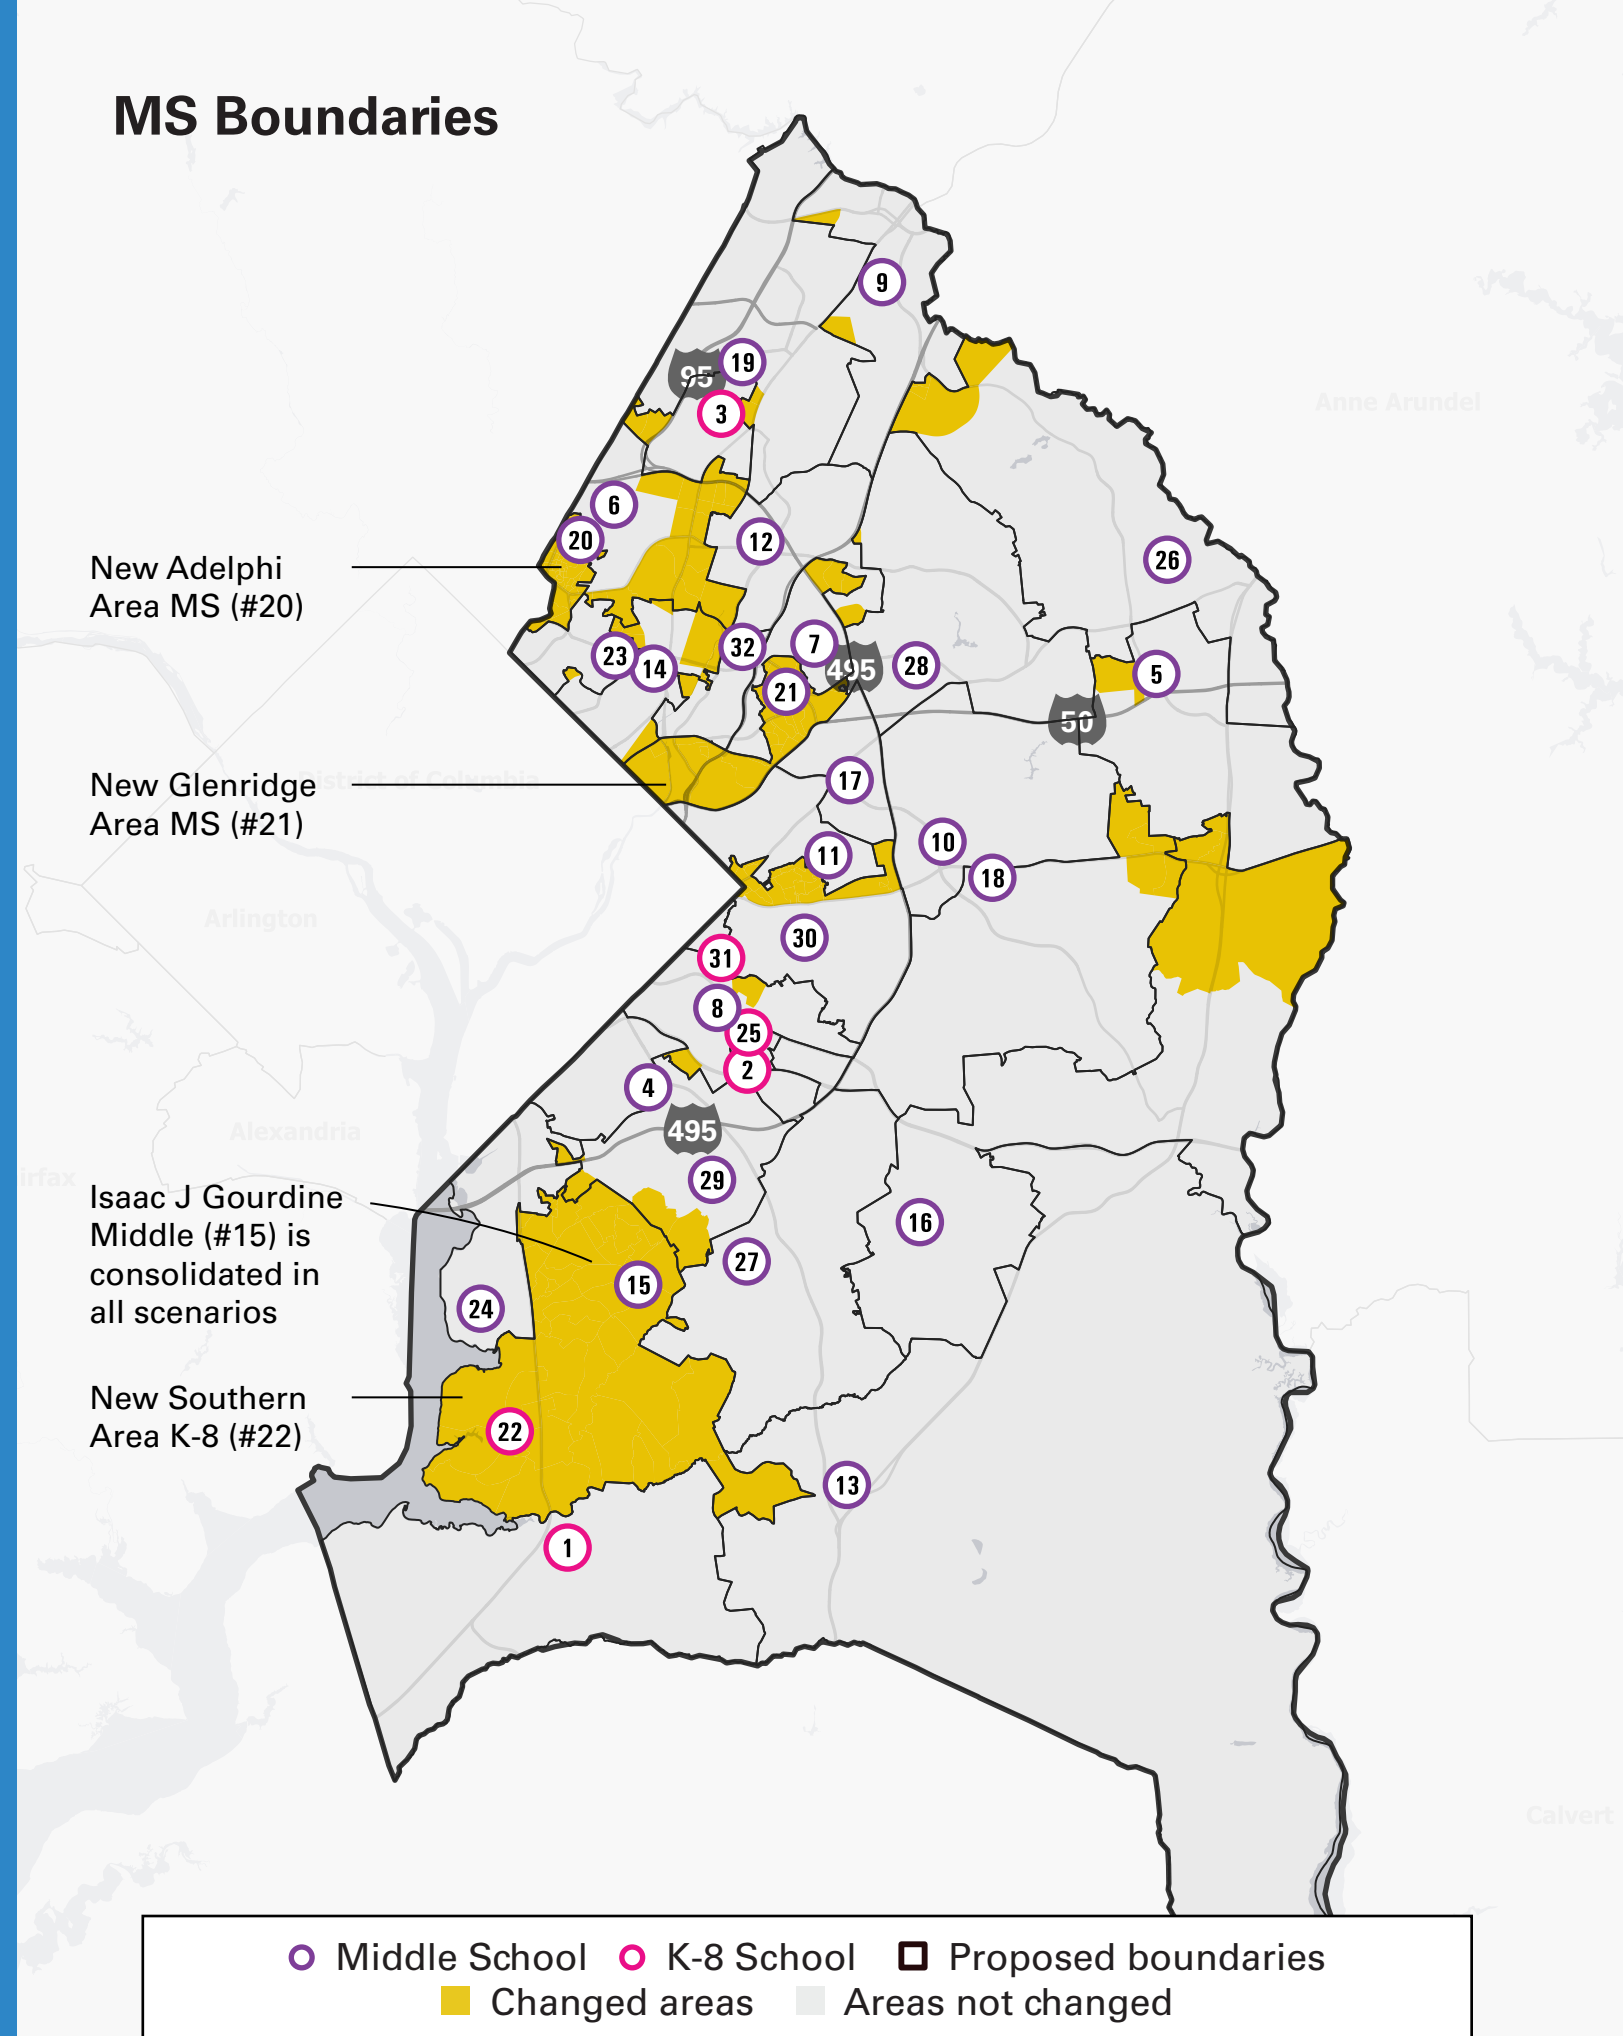 MS Boundaries
9
19
95
3
6
20
12
26
New Adelphi
Area MS (#20)
Anne Arundel
23
14
32
7
495
28
5
21
50
New Glenridge
Area MS (#21)
District of Columbia
17
11
10
18
Arlington
30
31
8
25
2
4
495
Alexandria
irfax
29
Isaac J Gourdine
Middle (#15) is
consolidated in
all scenarios
16
27
15
24
New Southern
Area K-8 (#22)
22
13
1
Calvert
Middle School
K-8 School
Proposed boundaries
Changed areas
Areas not changed